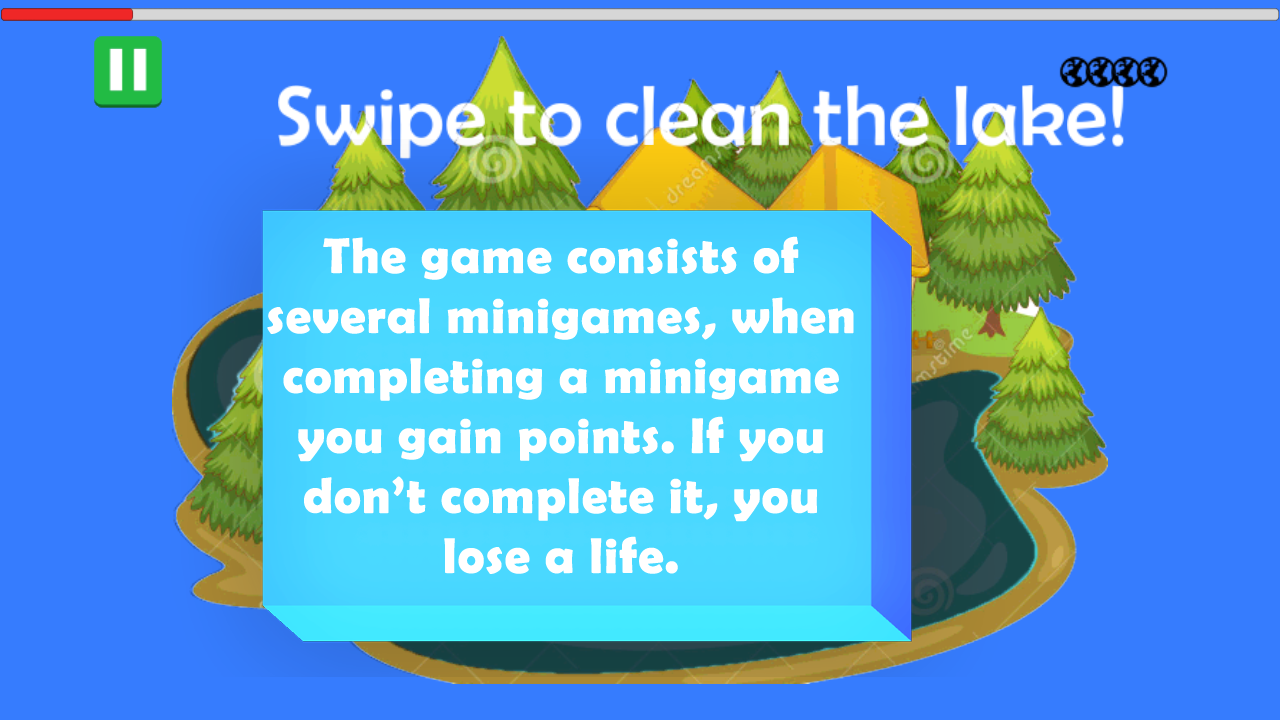 Swipe to clean the lake!
The game consists of
several minigames, when
completing a minigame
you gain points. If you
don’t complete it, you
lose a life.